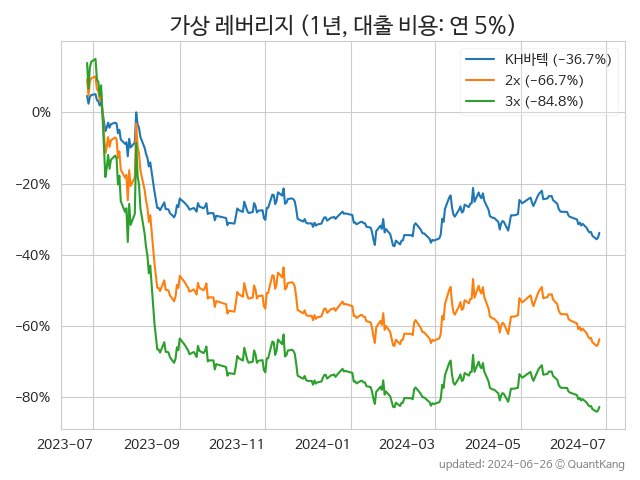 가상 레버리지 (1년, 대출 비용: 연 5%)
KH바텍 (−36.7%)
2x (−66.7%)
3x (−84.8%)
0%
−20%
−40%
−60%
−80%
2023-07 2023-09 2023-11 2024-01 2024-03 2024-05 2024-07
updated: 2024-06-26 ⓒ QuantKang